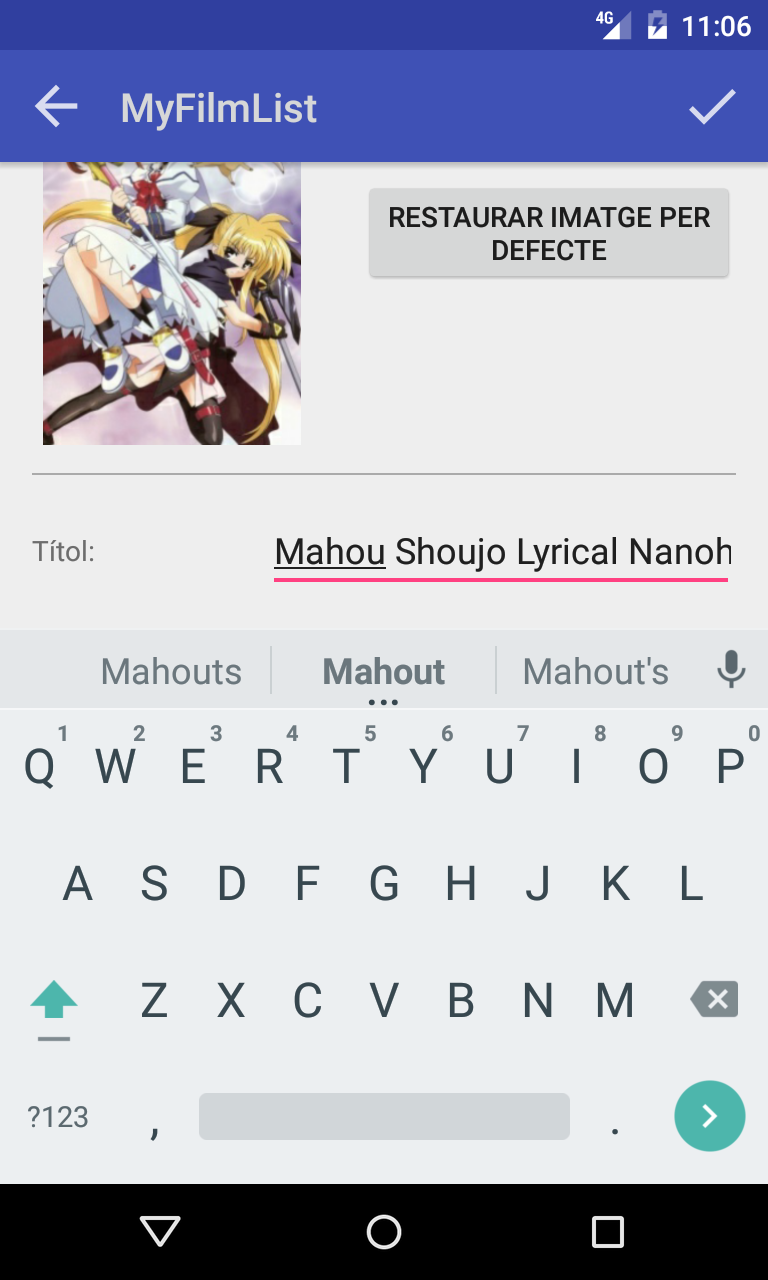 4G 11:06
MyFilmList
RESTAURAR IMATGE PER
DEFECTE
Títol: Mahou Shoujo Lyrical Nanoh
Mahouts Mahout Mahout's
1 2 3 4 5 6 7 8 9 0
Q W E R T Y U I O P
A S D F G H J K L
Z X C V B N M
?123 , .